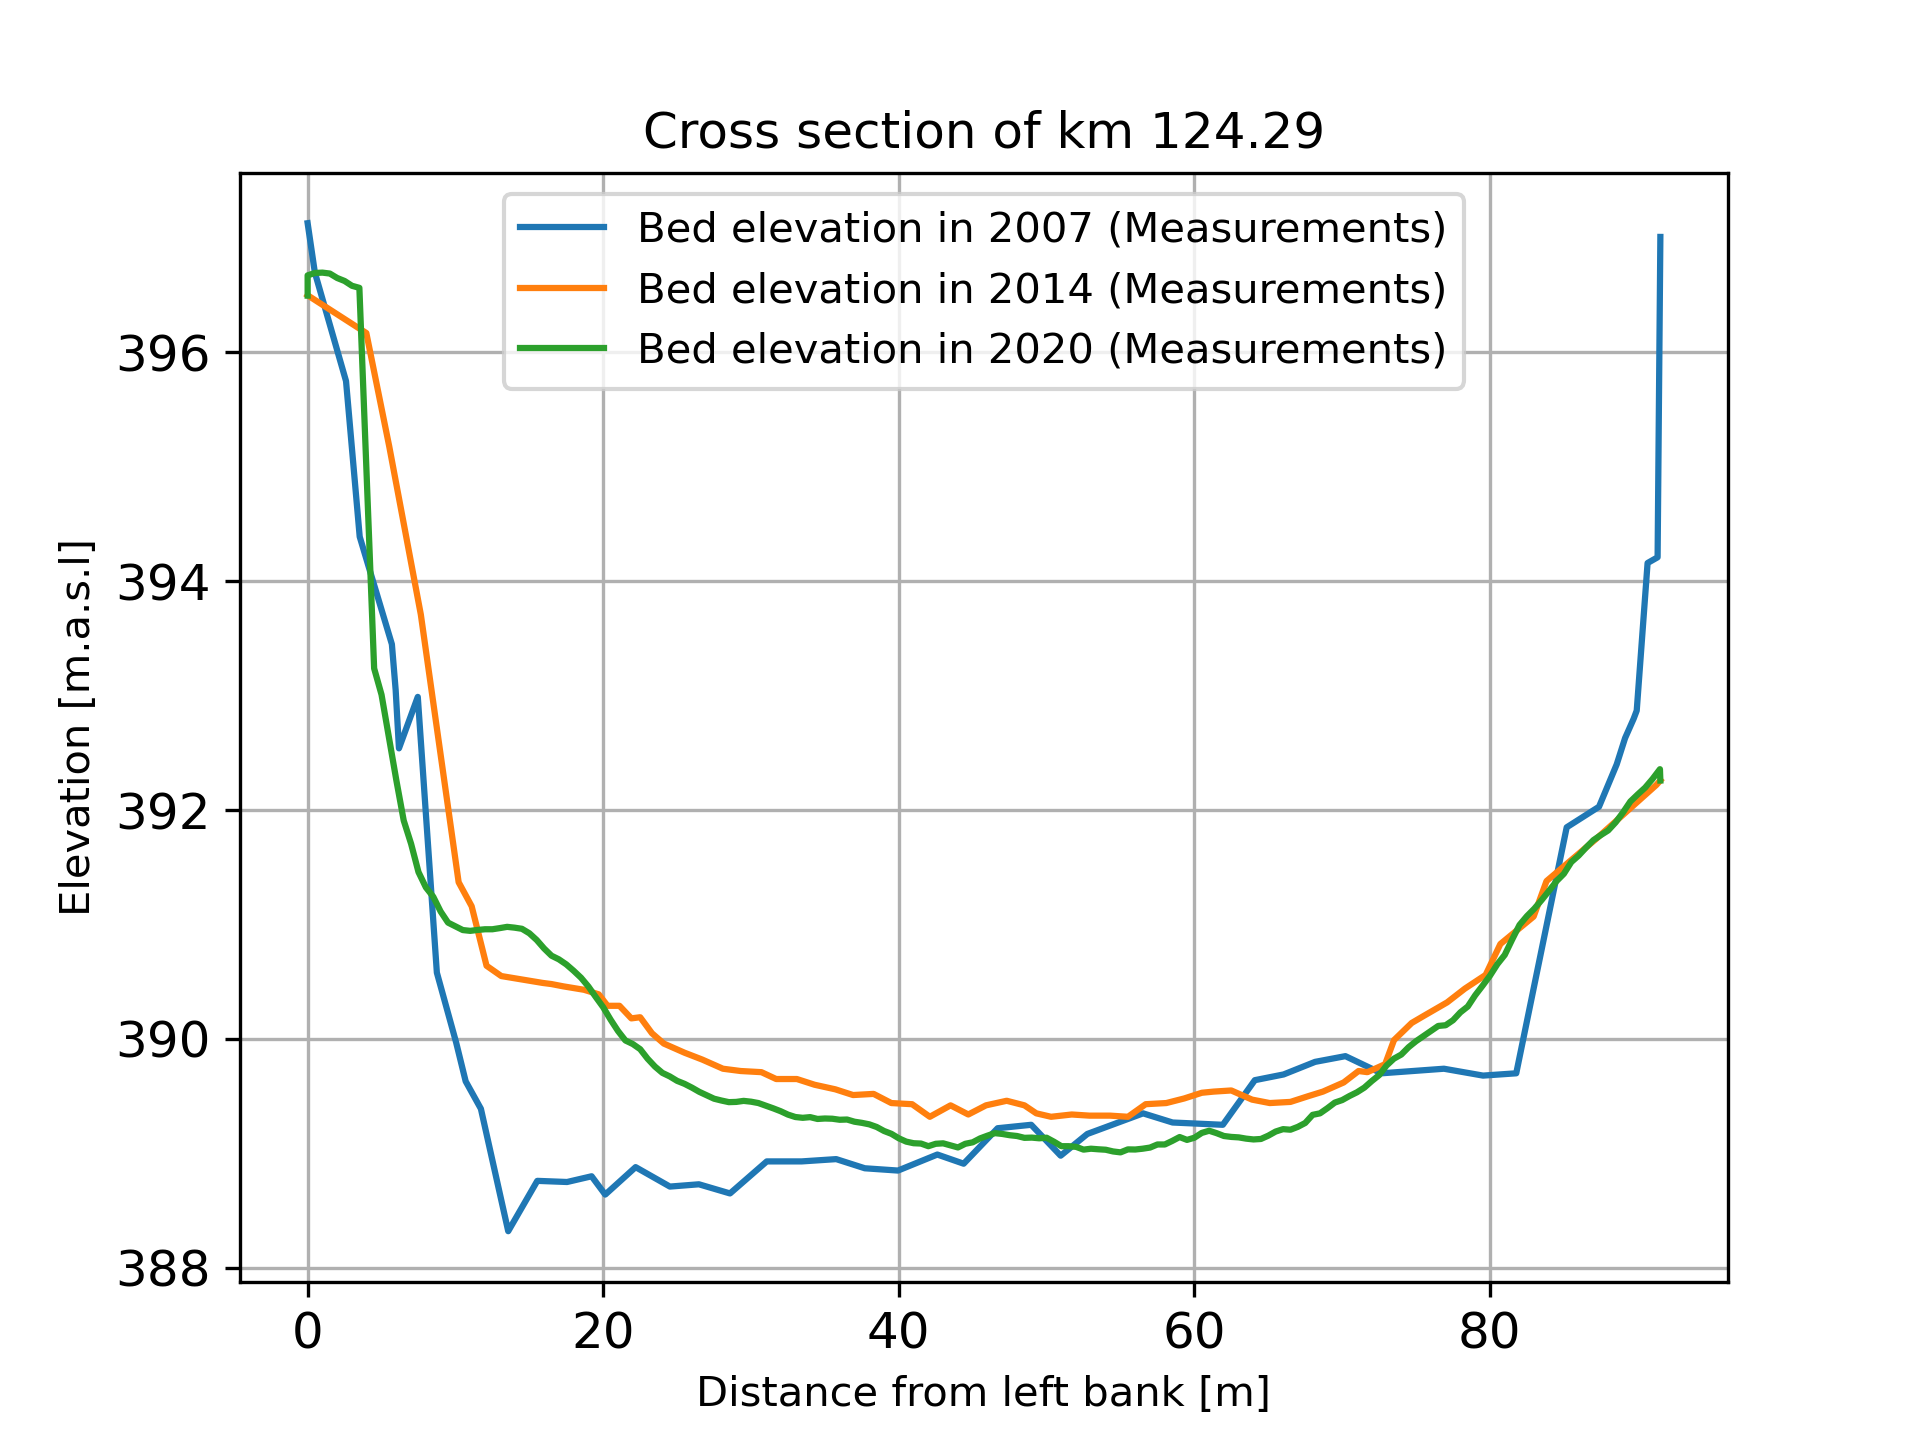 Cross section of km 124.29
Bed elevation in 2007 (Measurements)
Bed elevation in 2014 (Measurements)
Bed elevation in 2020 (Measurements)
396
394
392
390
388
Elevation [m.a.s.l]
0 20 40 60 80
Distance from left bank [m]